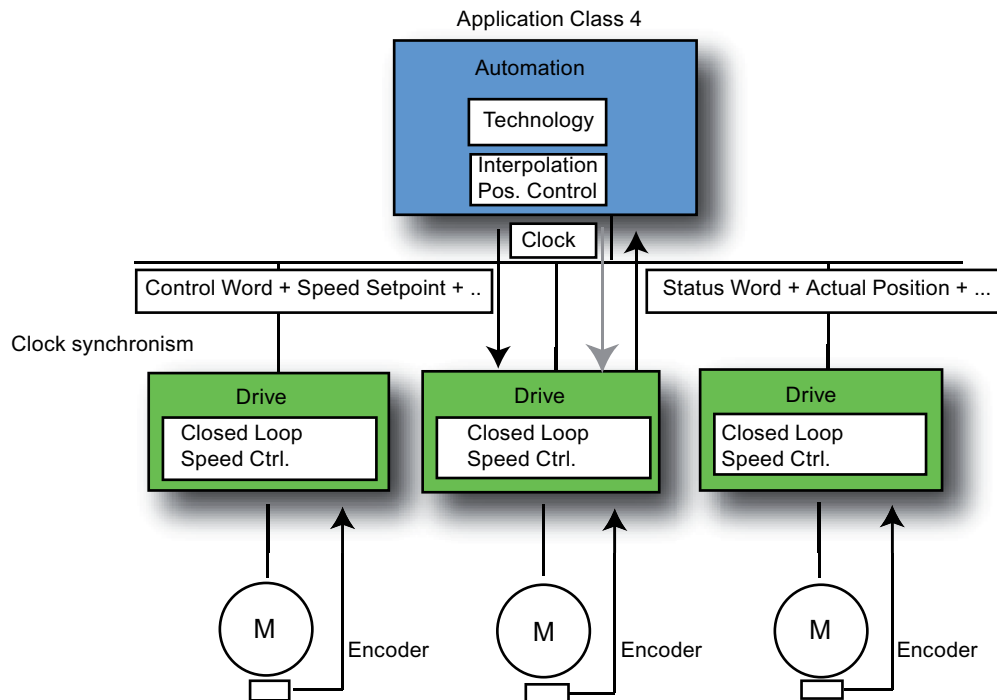 Application Class 4
Automation
Technology
Interpolation
Pos. Control
Clock
Control Word + Speed Setpoint + ..
Status Word + Actual Position + ...
Clock synchronism
Drive
Closed Loop
Speed Ctrl.
Drive
Closed Loop
Speed Ctrl.
Drive
Closed Loop
Speed Ctrl.
M
Encoder
M
Encoder
M
Encoder